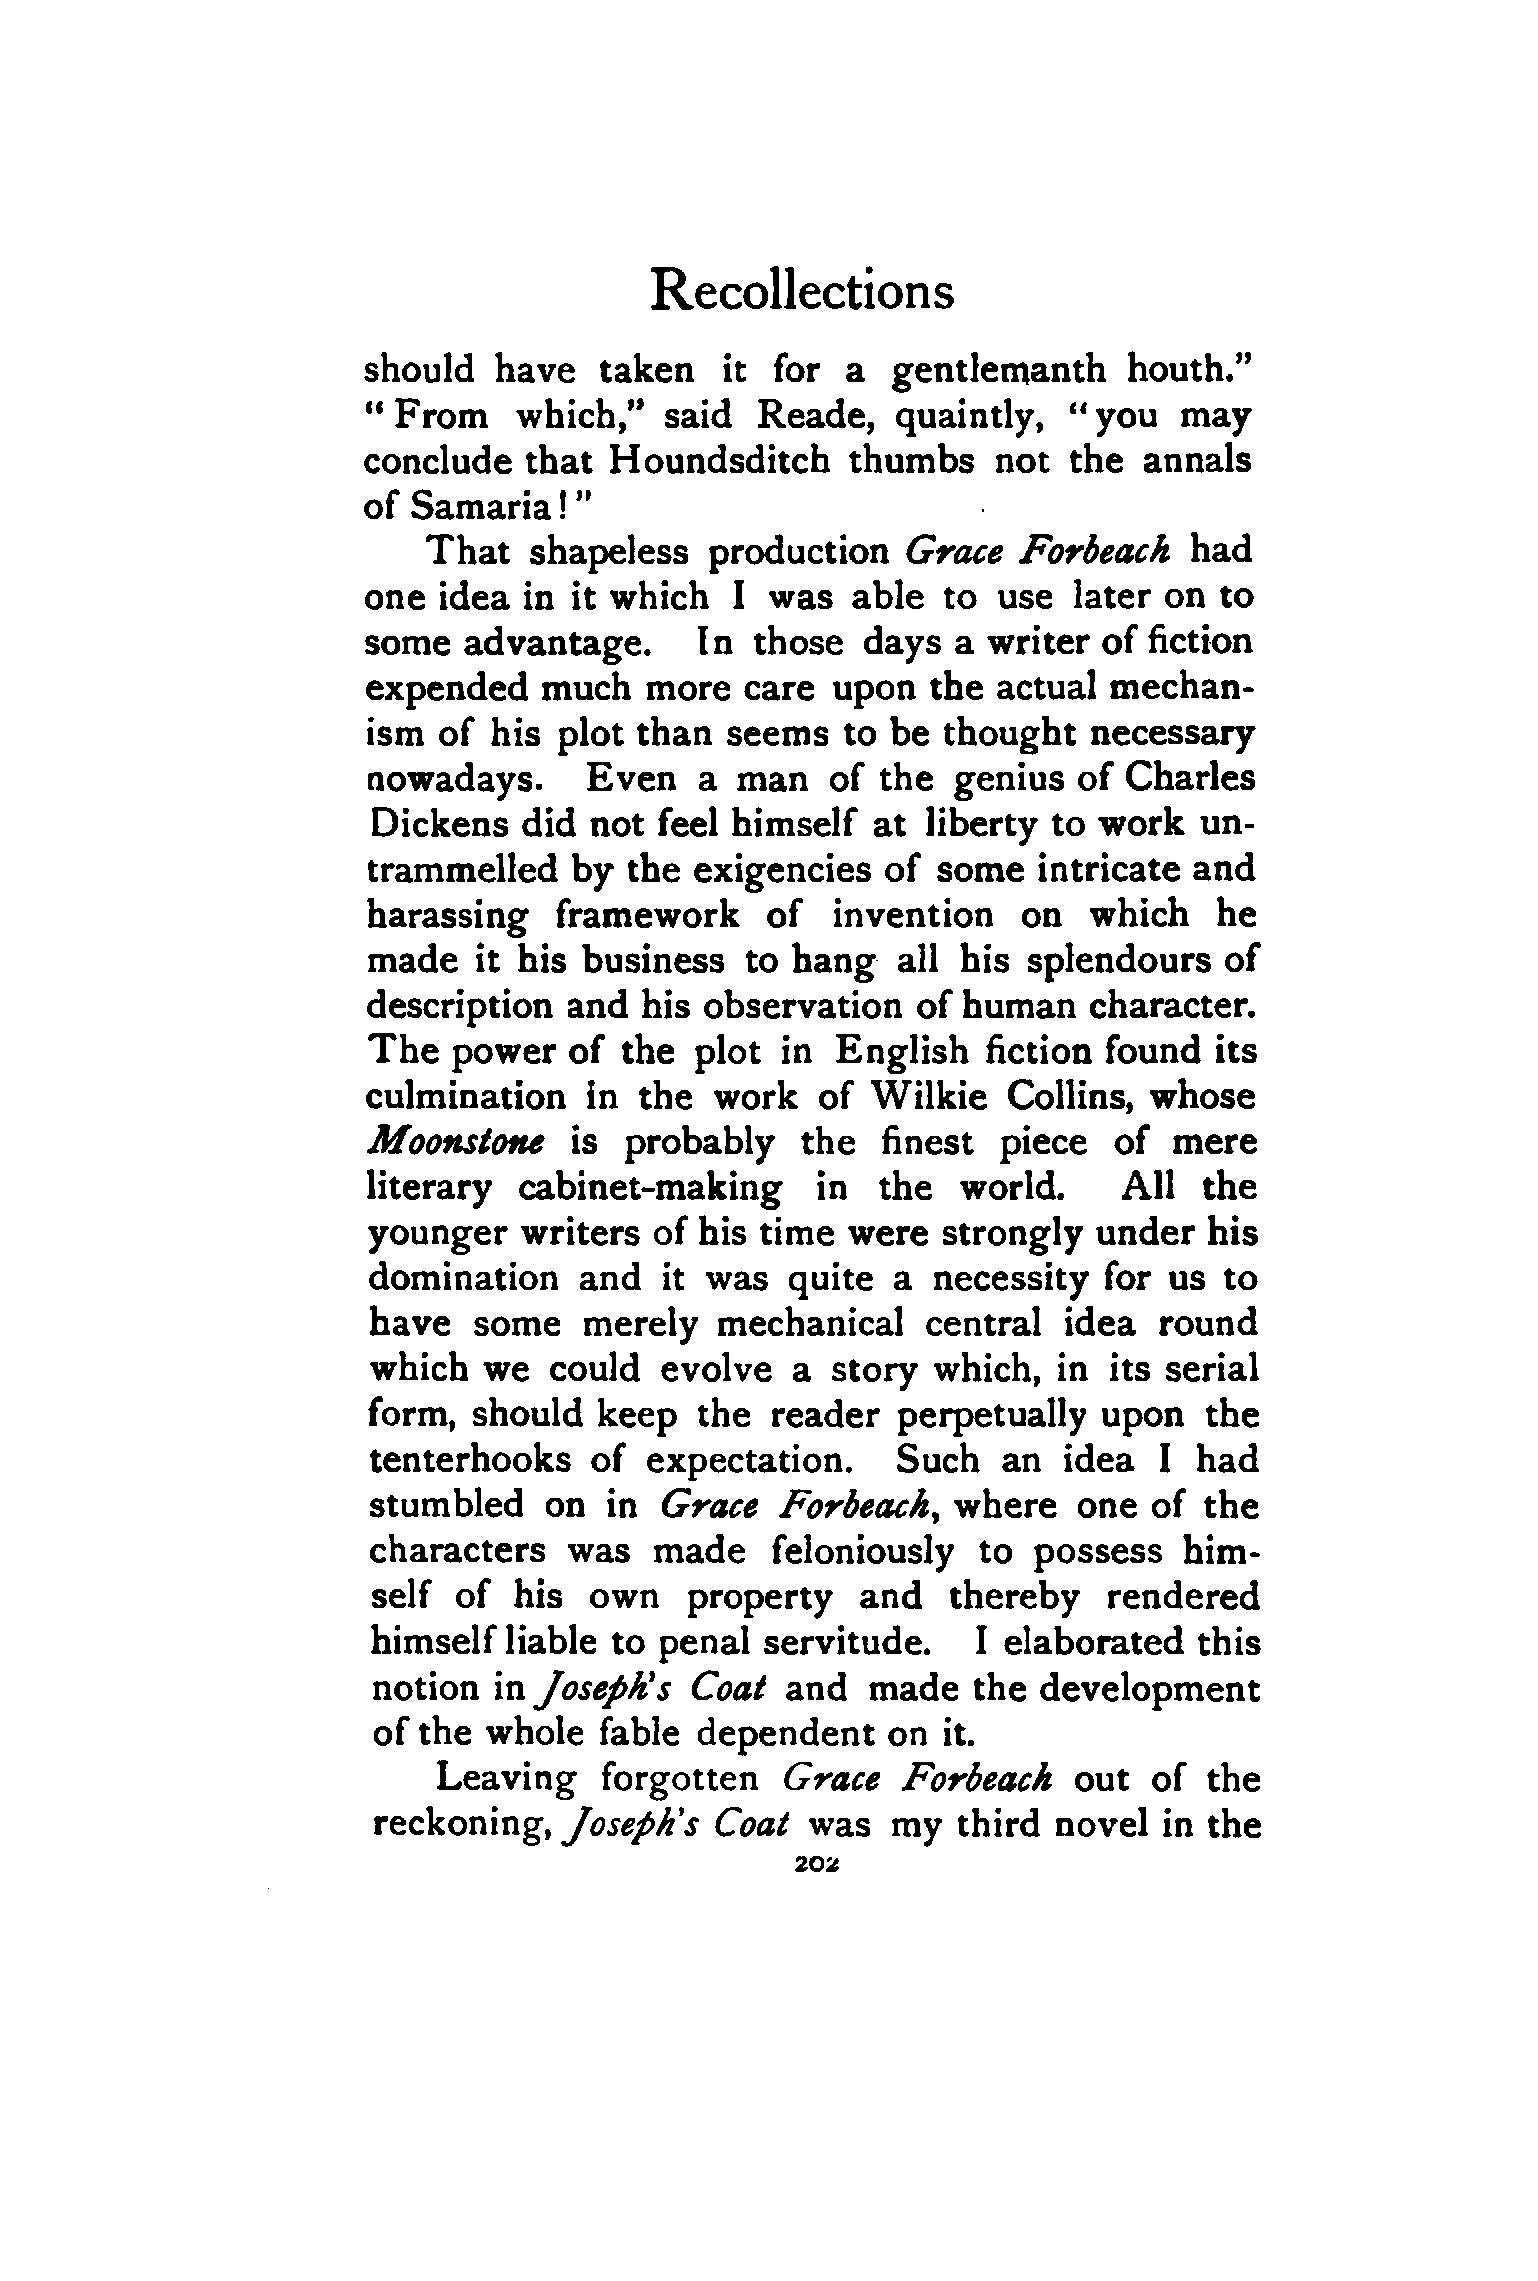 Recollections
should have taken it for a gentlemanth houth."
"From which," said Reade, quaintly, "you may
conclude that Houndsditch thumbs not the annals
of Samaria!"
That shapeless production Grace Forbeach had
one idea in it which I was able to use later on to
some advantage. In those days a writer of fiction
expended much more care upon the actual mechan-
ism of his plot than seems to be thought necessary
nowadays. Even a man of the genius of Charles
Dickens did not feel himself at liberty to work un-
trammelled by the exigencies of some intricate and
harassing framework of invention on which he
made it his business to hang all his splendours of
description and his observation of human character.
The power of the plot in English fiction found its
culmination in the work of Wilkie Collins, whose
Moonstone is probably the finest piece of mere
literary cabinet-making in the world. All the
younger writers of his time were strongly under his
domination and it was quite a necessity for us to
have some merely mechanical central idea round
which we could evolve a story which, in its serial
form, should keep the reader perpetually upon the
tenterhooks of expectation. Such an idea I had
stumbled on in Grace Forbeach, where one of the
characters was made feloniously to possess him-
self of his own property and thereby rendered
himself liable to penal servitude. I elaborated this
notion in Joseph's Coat and made the development
of the whole fable dependent on it.
Leaving forgotten Grace Forbeach out of the
reckoning, Joseph's Coat was my third novel in the
202